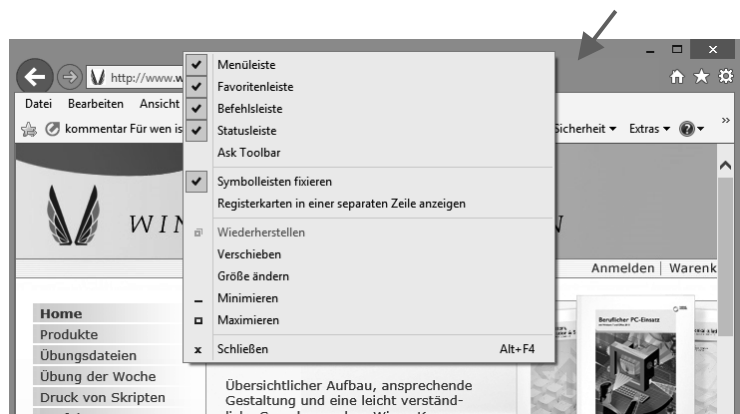 http://www.w
Datei Bearbeiten Ansicht
kommentar Für wen is
Sicherheit Extras
Menüleiste
Favoritenleiste
Befehlsleiste
Statusleiste
Ask Toolbar
Symbolleisten fixieren
Registerkarten in einer separaten Zeile anzeigen
Wiederherstellen
Verschieben
Größe ändern
Minimieren
Maximieren
Schließen Alt+F4
WIN
N
Anmelden | Warenk
Home
Produkte
Übungsdateien
Übung der Woche
Druck von Skripten
Übersichtlicher Aufbau, ansprechende
Gestaltung und eine leicht verständ-
Beruflicher PC-Einsatz